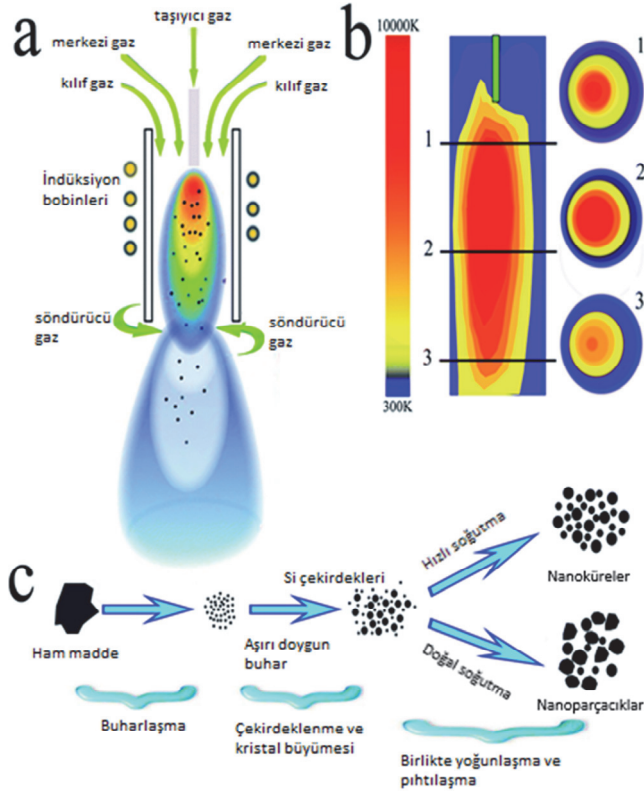 a
taşıyıcı gaz
merkezi gaz
merkezi gaz
kılıf gaz
kılıf gaz
İndüksiyon
bobinleri
söndürücü
gaz
söndürücü
gaz
b
10000K
300K
1
2
3
1
2
3
c
Ham madde
Aşırı doygun
buhar
Si çekirdekleri
Hızlı soğutma
Doğal soğutma
Nanoküreler
Nanoparçacıklar
Buharlaşma
Çekirdeklenme ve
kristal büyümesi
Birlikte yoğunlaşma ve
pıhtılaşma